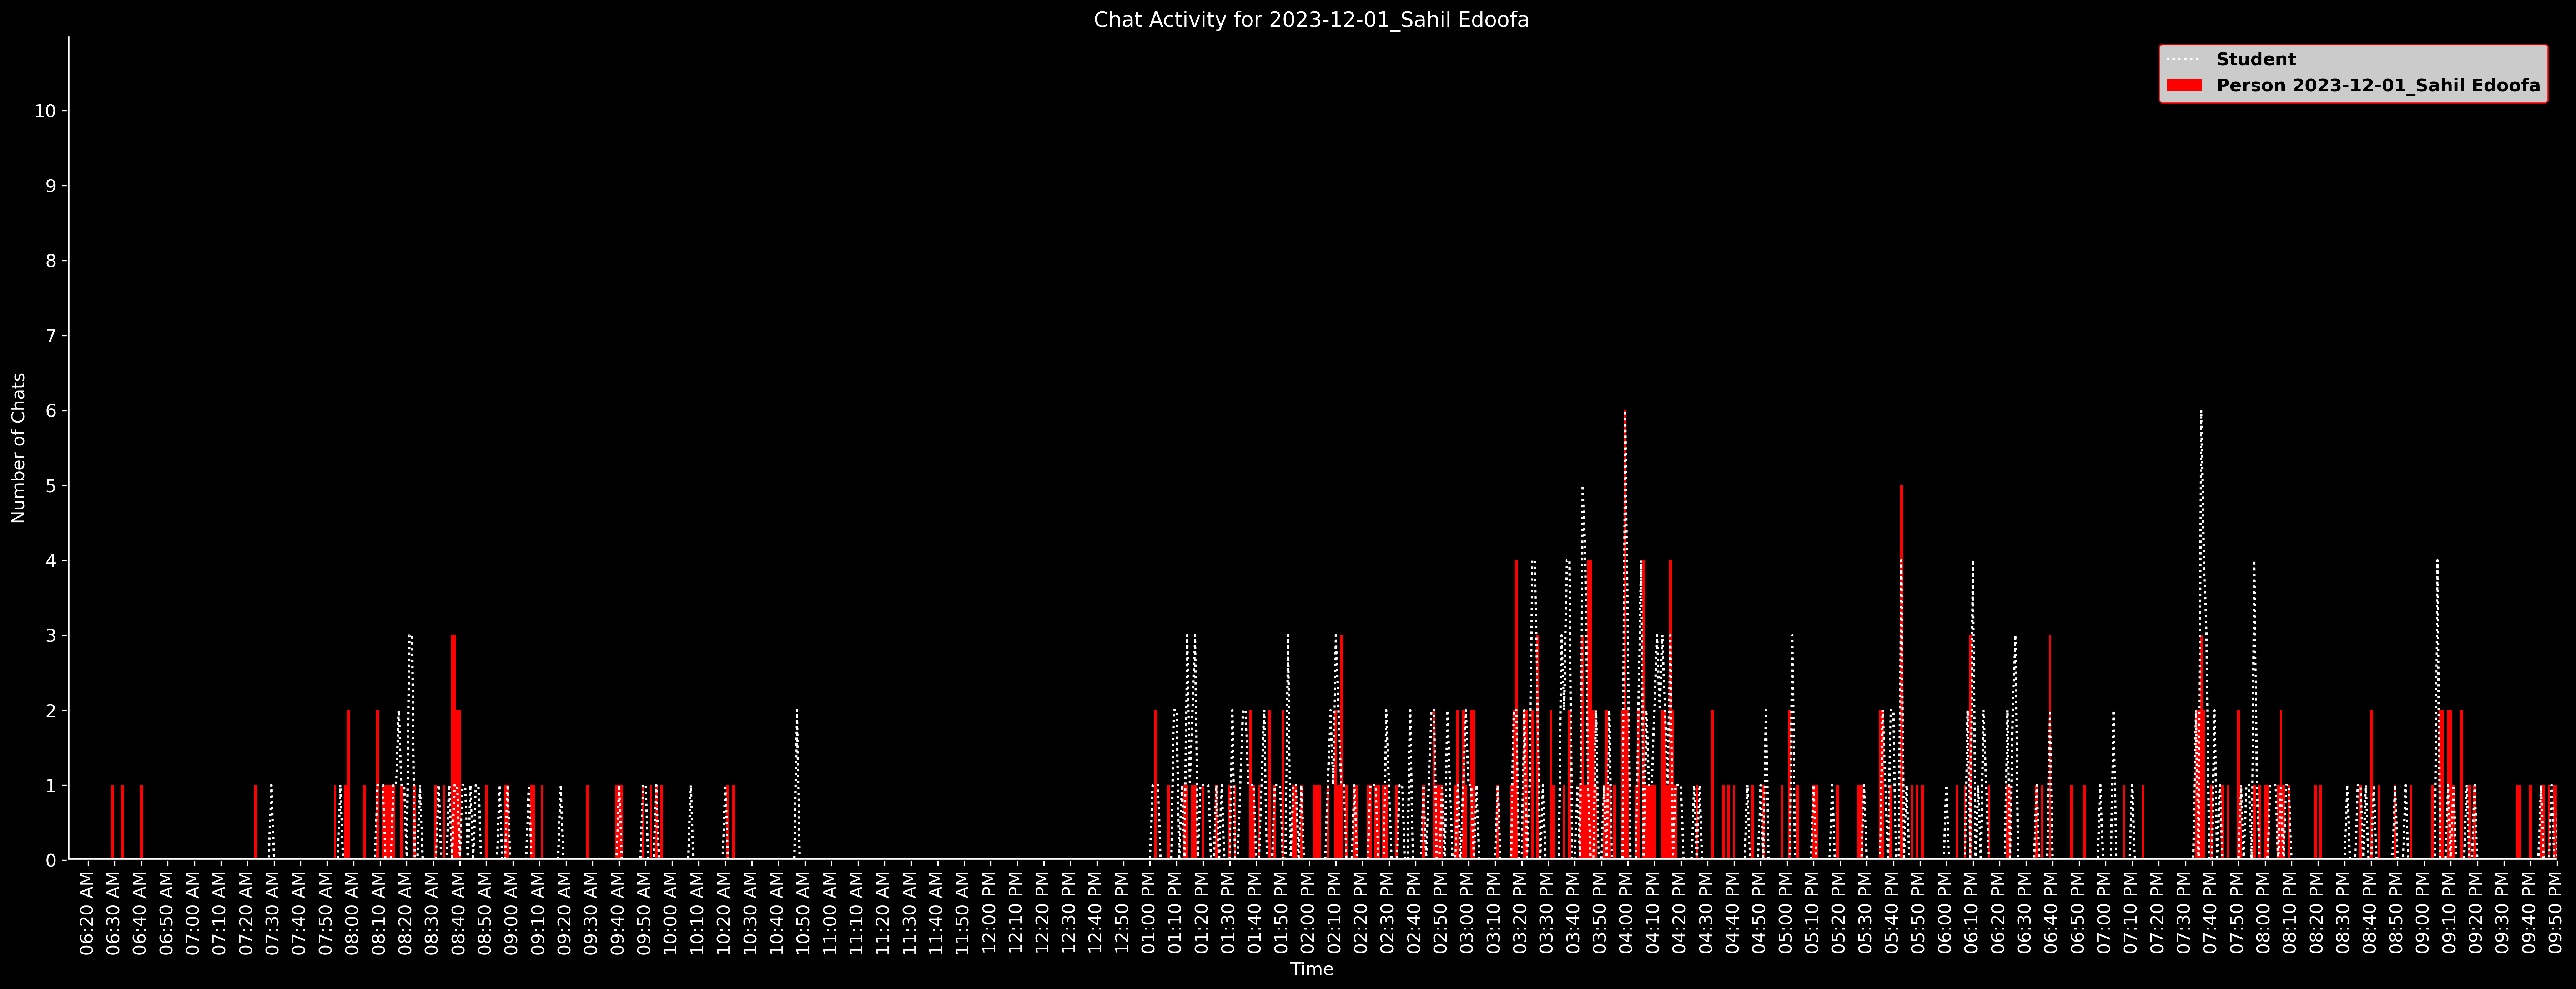 Chat Activity for 2023-12-01_Sahil Edoofa
Student
Person 2023-12-01_Sahil Edoofa
Number of Chats
10
9
8
7
6
5
4
3
2
1
0
06:20 AM
06:30 AM
06:40 AM
06:50 AM
07:00 AM
07:10 AM
07:20 AM
07:30 AM
07:40 AM
07:50 AM
08:00 AM
08:10 AM
08:20 AM
08:30 AM
08:40 AM
08:50 AM
09:00 AM
09:10 AM
09:20 AM
09:30 AM
09:40 AM
09:50 AM
10:00 AM
10:10 AM
10:20 AM
10:30 AM
10:40 AM
10:50 AM
11:00 AM
11:10 AM
11:20 AM
11:30 AM
11:40 AM
11:50 AM
12:00 PM
12:10 PM
12:20 PM
12:30 PM
12:40 PM
12:50 PM
01:00 PM
01:10 PM
01:20 PM
01:30 PM
01:40 PM
01:50 PM
02:00 PM
02:10 PM
02:20 PM
02:30 PM
02:40 PM
02:50 PM
03:00 PM
03:10 PM
03:20 PM
03:30 PM
03:40 PM
03:50 PM
04:00 PM
04:10 PM
04:20 PM
04:30 PM
04:40 PM
04:50 PM
05:00 PM
05:10 PM
05:20 PM
05:30 PM
05:40 PM
05:50 PM
06:00 PM
06:10 PM
06:20 PM
06:30 PM
06:40 PM
06:50 PM
07:00 PM
07:10 PM
07:20 PM
07:30 PM
07:40 PM
07:50 PM
08:00 PM
08:10 PM
08:20 PM
08:30 PM
08:40 PM
08:50 PM
09:00 PM
09:10 PM
09:20 PM
09:30 PM
09:40 PM
09:50 PM
Time